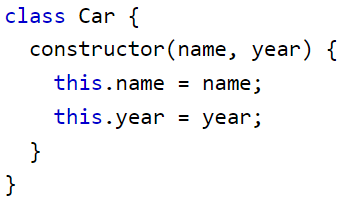 class Car {
  constructor(name, year) {
    this.name = name;
    this.year = year;
  }
}